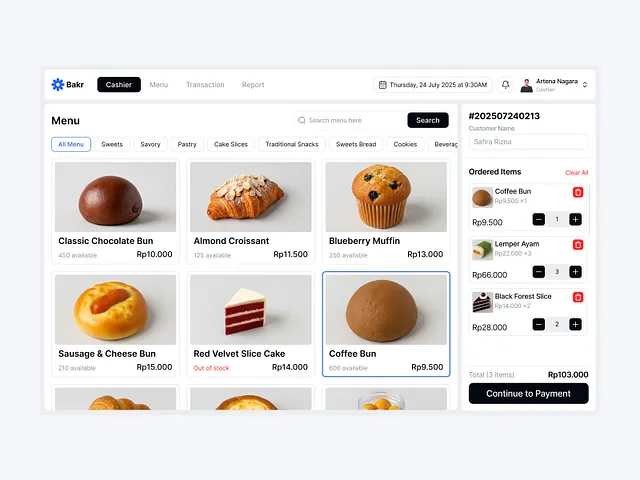 Bakr
Cashier
Menu
Transaction
Report
Thursday, 24 July 2025 at 9:30AM
Artena Nagara
Cashier
Menu
Search menu here
Search
All Menu
Sweets
Savory
Pastry
Cake Slices
Traditional Snacks
Sweets Bread
Cookies
Beverag
Classic Chocolate Bun
450 available
Rp10.000
Almond Croissant
125 available
Rp11.500
Blueberry Muffin
350 available
Rp13.000
Sausage & Cheese Bun
210 available
Rp15.000
Red Velvet Slice Cake
Out of stock
Rp14.000
Coffee Bun
600 available
Rp9.500
#202507240213
Customer Name
Safira Rizna
Ordered Items
Clear All
Coffee Bun
Rp9.500 ×1
Rp9.500
1
Lemper Ayam
Rp22.000 ×3
Rp66.000
3
Black Forest Slice
Rp14.000 ×2
Rp28.000
2
Total (3 items)
Rp103.000
Continue to Payment